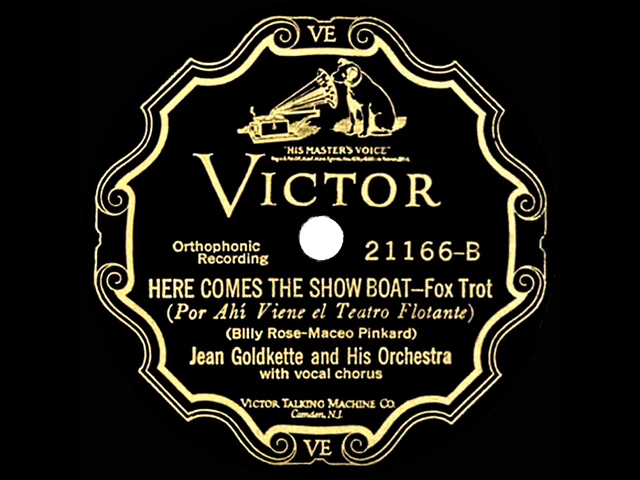 VE
"HIS MASTER'S VOICE"
VICTOR
Orthophonic
Recording
21166-B
HERE COMES THE SHOW BOAT—Fox Trot
(Por Ahí Viene el Teatro Flotante)
(Billy Rose-Maceo Pinkard)
Jean Goldkette and His Orchestra
with vocal chorus
VICTOR TALKING MACHINE CO.
Camden, N.J.
VE